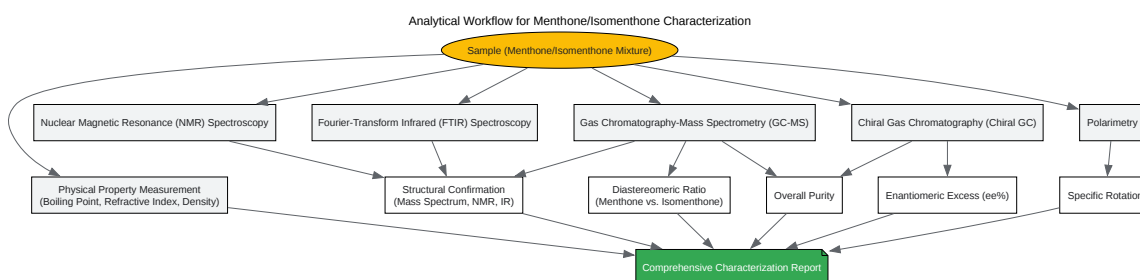 Analytical Workflow for Menthone/Isomenthone Characterization
Sample (Menthone/Isomenthone Mixture)
Nuclear Magnetic Resonance (NMR) Spectroscopy
Fourier-Transform Infrared (FTIR) Spectroscopy
Gas Chromatography-Mass Spectrometry (GC-MS)
Chiral Gas Chromatography (Chiral GC)
Polarimetry
Physical Property Measurement
(Boiling Point, Refractive Index, Density)
Structural Confirmation
(Mass Spectrum, NMR, IR)
Diastereomeric Ratio
(Menthone vs. Isomenthone)
Overall Purity
Enantiomeric Excess (ee%)
Specific Rotation
Comprehensive Characterization Report